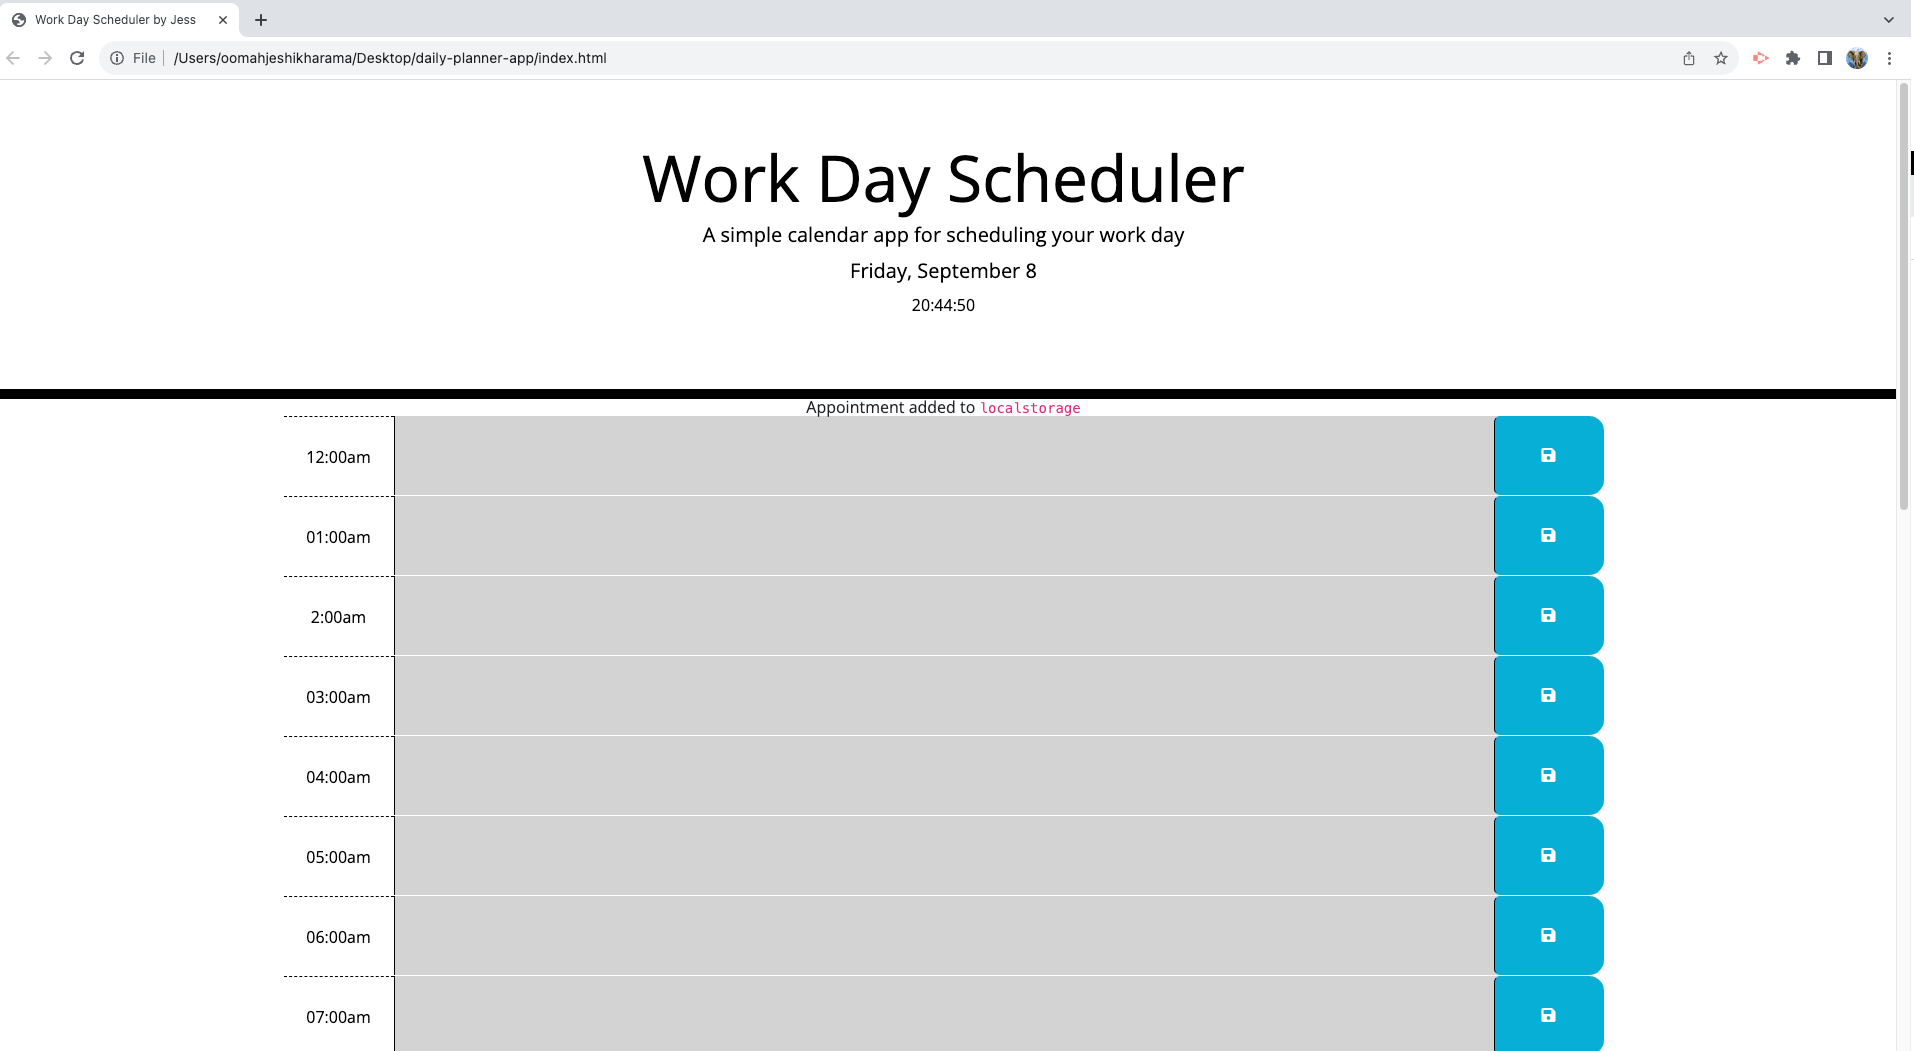 Work Day Scheduler by Jess
File /Users/oomahjeshikharama/Desktop/daily-planner-app/index.html
Work Day Scheduler
A simple calendar app for scheduling your work day
Friday, September 8
20:44:50
Appointment added to localstorage
12:00am
01:00am
2:00am
03:00am
04:00am
05:00am
06:00am
07:00am